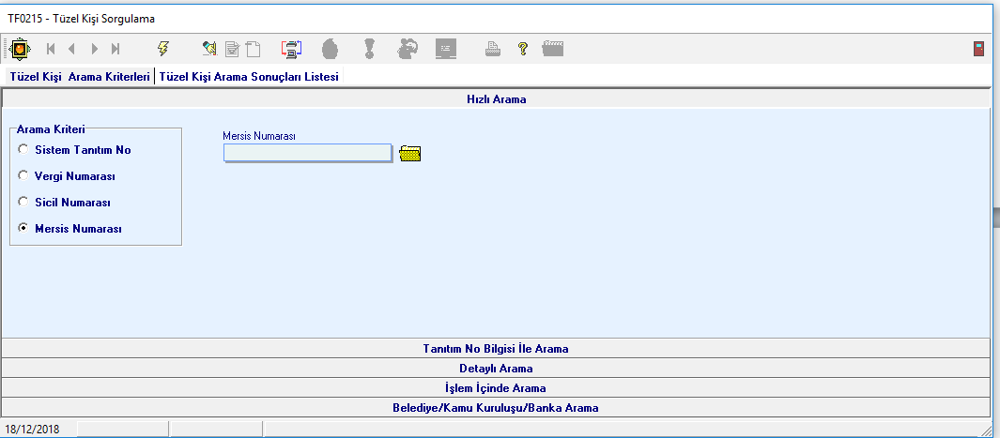 TF0215 - Tüzel Kişi Sorgulama
Tüzel Kişi Arama Kriterleri Tüzel Kişi Arama Sonuçları Listesi
Hızlı Arama
Arama Kriteri
Sistem Tanıtım No
Vergi Numarası
Sicil Numarası
Mersis Numarası
Mersis Numarası
Tanıtım No Bilgisi İle Arama
Detaylı Arama
İşlem İçinde Arama
Belediye/Kamu Kuruluşu/Banka Arama
18/12/2018